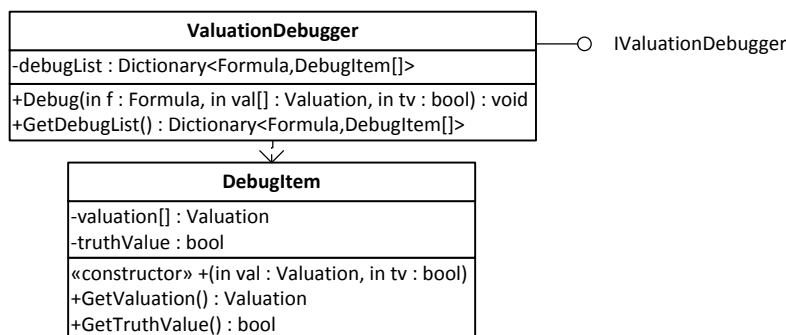 ValuationDebugger
IValuationDebugger
-debugList : Dictionary<Formula,DebugItem[]>
+Debug(in f : Formula, in val[] : Valuation, in tv : bool) : void
+GetDebugList() : Dictionary<Formula,DebugItem[]>
DebugItem
-valuation[] : Valuation
-truthValue : bool
«constructor» +(in val : Valuation, in tv : bool)
+GetValuation() : Valuation
+GetTruthValue() : bool